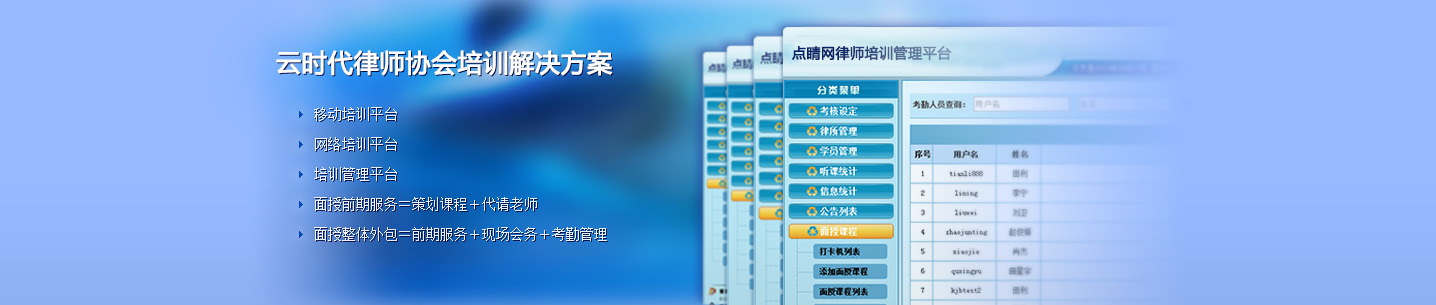 云时代律师协会培训解决方案
移动培训平台
网络培训平台
培训管理平台
面授前期服务＝策划课程＋代请老师
面授整体外包＝前期服务＋现场会务＋考勤管理
点睛网律师培训管理平台
分类菜单
考核设定
律所管理
学员管理
听课统计
信息统计
公告列表
面授课程
打卡机列表
添加面授课程
面授课程列表
考勤人员查询： 用户名
序号 用户名 姓名
1 tianli888 田利
2 lining 李宁
3 liuwei 刘卫
4 zhaojunting
5 xiaojie 肖杰
6 quxingyu
7 kjbtest2 田利